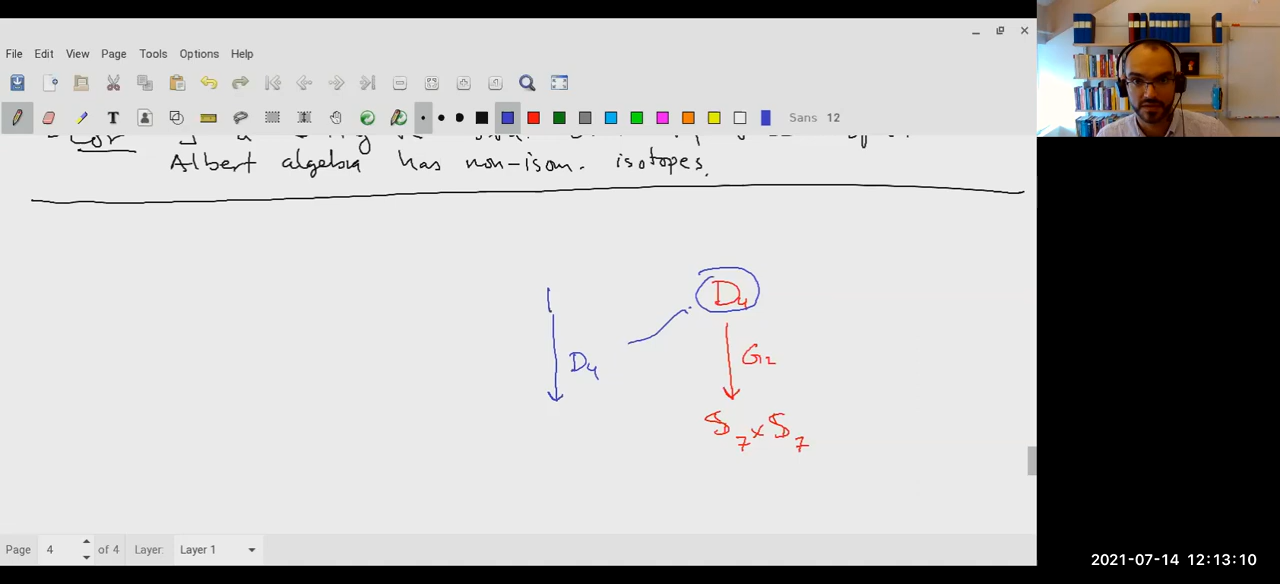 File Edit View Page Tools Options Help
Sans 12
Cor
Albert algebra has non-isom. isotopes.
D4
D4
G2
S7 x S7
Page 4 of 4 Layer: Layer 1
2021-07-14 12:13:10